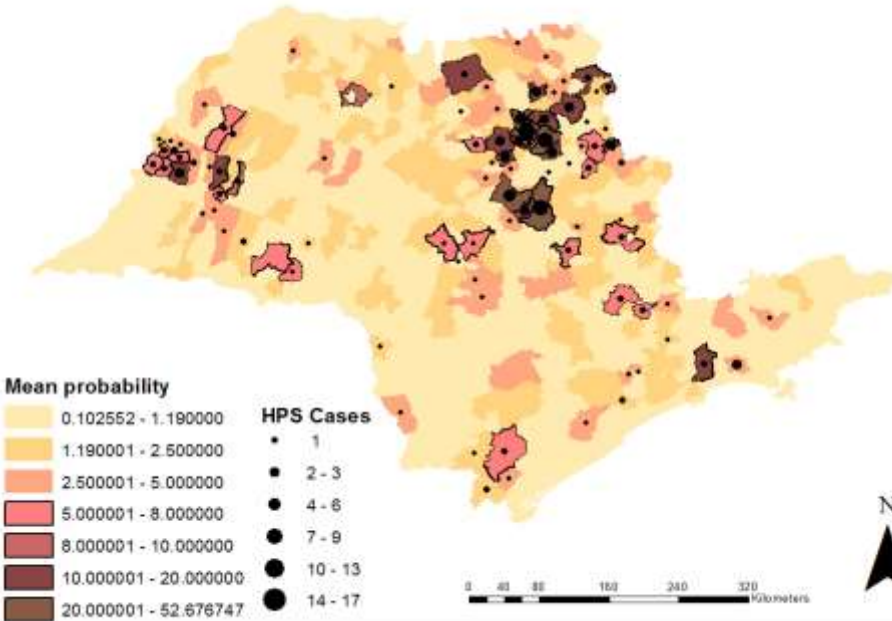 Mean probability
0.102552 - 1.190000
1.190001 - 2.500000
2.500001 - 5.000000
5.000001 - 8.000000
8.000001 - 10.000000
10.000001 - 20.000000
20.000001 - 52.676747
HPS Cases
1
2 - 3
4 - 6
7 - 9
10 - 13
14 - 17
N
0 40 80 160 240 320
Kilometers